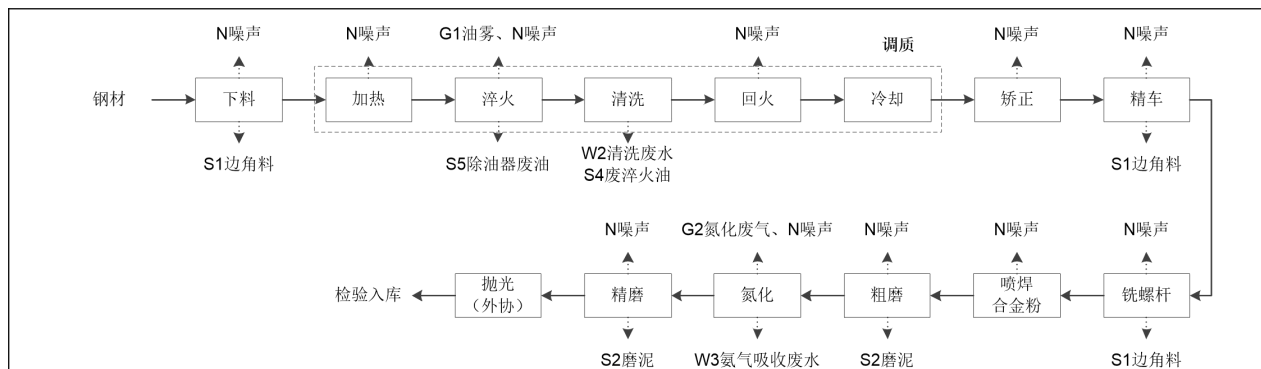 N噪声
N噪声
G1油雾、N噪声
N噪声
调质
N噪声
N噪声
钢材
下料
加热
淬火
清洗
回火
冷却
矫正
精车
S1边角料
S5除油器废油
W2清洗废水
S4废淬火油
S1边角料
N噪声
G2氮化废气、N噪声
N噪声
N噪声
N噪声
检验入库
抛光
（外协）
精磨
氮化
粗磨
喷焊
合金粉
铣螺杆
S2磨泥
W3氨气吸收废水
S2磨泥
S1边角料